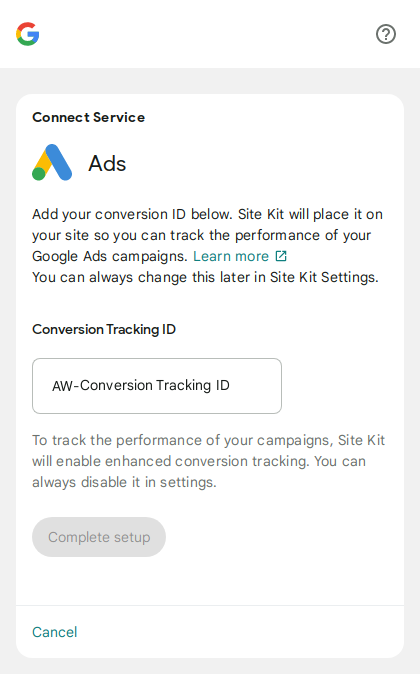 Connect Service
Ads
Add your conversion ID below. Site Kit will place it on
your site so you can track the performance of your
Google Ads campaigns. Learn more
You can always change this later in Site Kit Settings.
Conversion Tracking ID
AW-Conversion Tracking ID
To track the performance of your campaigns, Site Kit
will enable enhanced conversion tracking. You can
always disable it in settings.
Complete setup
Cancel